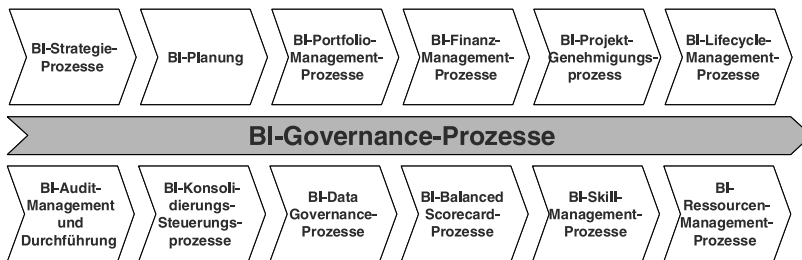 BI-Strategie-
Prozesse
BI-Planung
BI-Portfolio-
Management-
Prozesse
BI-Finanz-
Management-
Prozesse
BI-Projekt-
Genehmigungs-
prozess
BI-Lifecycle-
Management-
Prozesse
BI-Governance-Prozesse
BI-Audit-
Management
und
Durchführung
BI-Konsoli-
dierungs-
Steuerungs-
prozesse
BI-Data
Governance-
Prozesse
BI-Balanced
Scorecard-
Prozesse
BI-Skill-
Management-
Prozesse
BI-
Ressourcen-
Management-
Prozesse